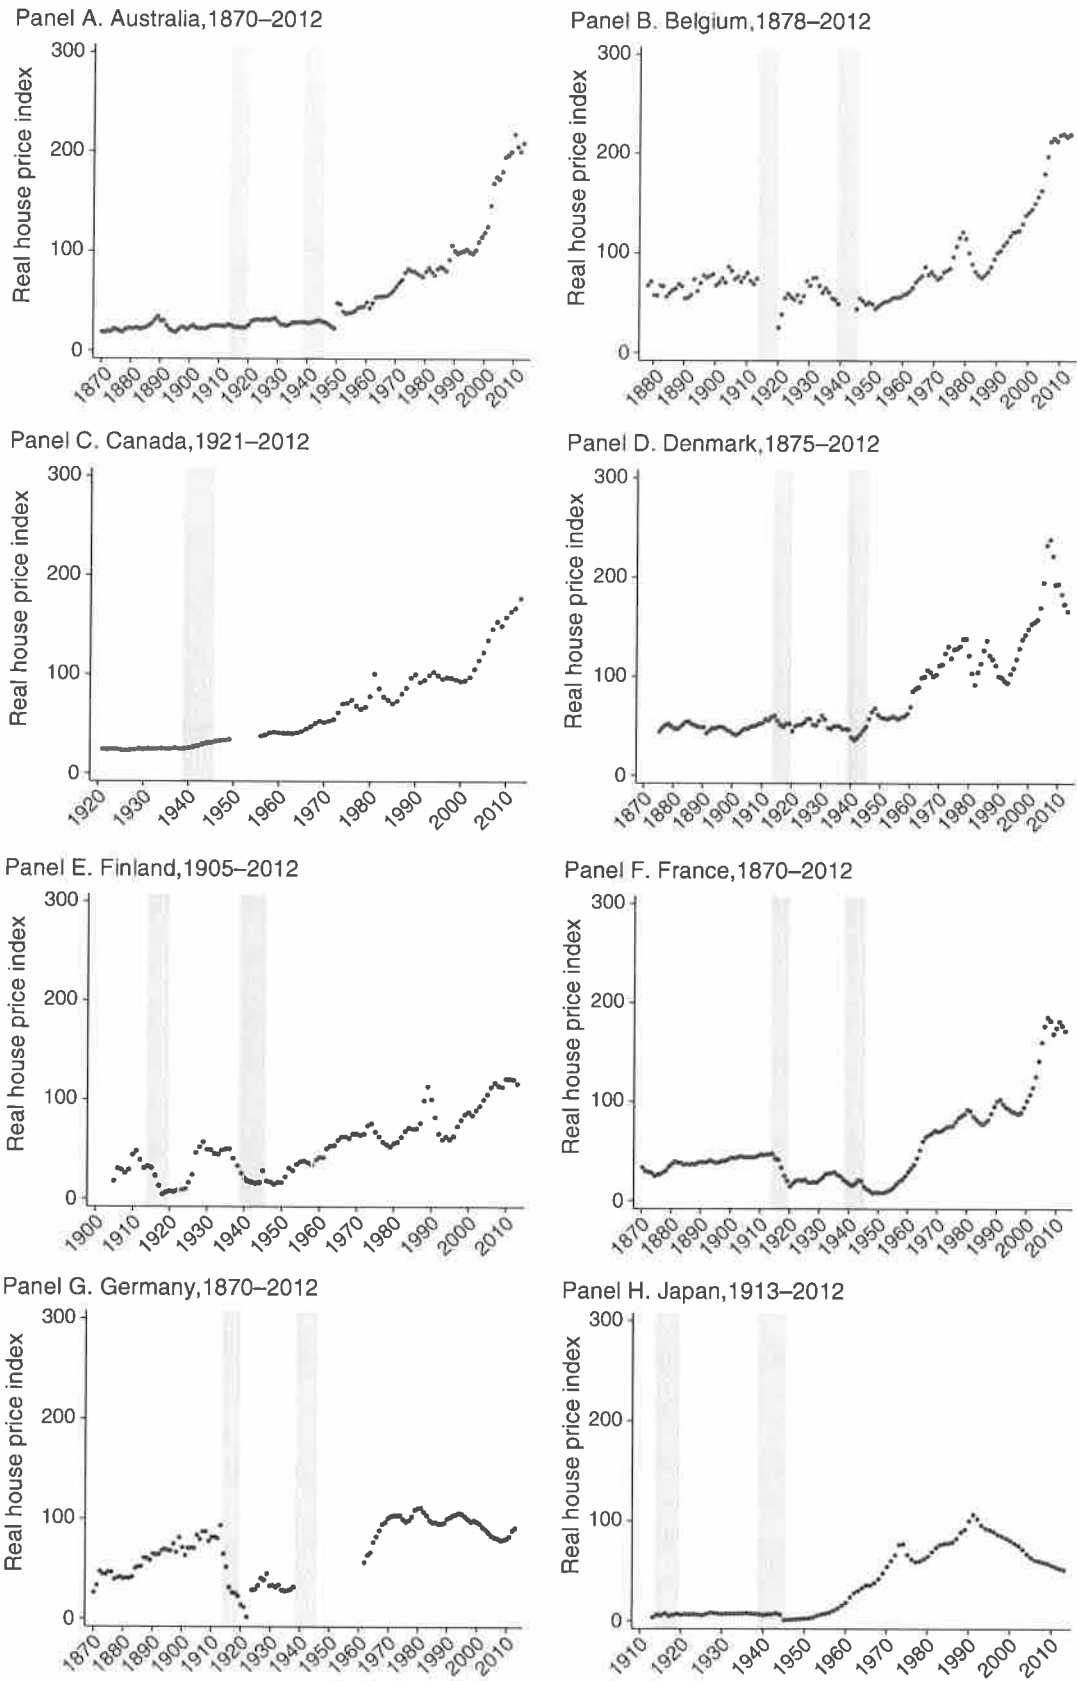 Panel A. Australia,1870–2012
Real house price index
300
200
100
0
1870 1880 1890 1900 1910 1920 1930 1940 1950 1960 1970 1980 1990 2000 2010
Panel B. Belgium,1878–2012
Real house price index
300
200
100
0
1880 1890 1900 1910 1920 1930 1940 1950 1960 1970 1980 1990 2000 2010
Panel C. Canada,1921–2012
Real house price index
300
200
100
0
1920 1930 1940 1950 1960 1970 1980 1990 2000 2010
Panel D. Denmark,1875–2012
Real house price index
300
200
100
0
1870 1880 1890 1900 1910 1920 1930 1940 1950 1960 1970 1980 1990 2000 2010
Panel E. Finland,1905–2012
Real house price index
300
200
100
0
1900 1910 1920 1930 1940 1950 1960 1970 1980 1990 2000 2010
Panel F. France,1870–2012
Real house price index
300
200
100
0
1870 1880 1890 1900 1910 1920 1930 1940 1950 1960 1970 1980 1990 2000 2010
Panel G. Germany,1870–2012
Real house price index
300
200
100
0
1870 1880 1890 1900 1910 1920 1930 1940 1950 1960 1970 1980 1990 2000 2010
Panel H. Japan,1913–2012
Real house price index
300
200
100
0
1910 1920 1930 1940 1950 1960 1970 1980 1990 2000 2010